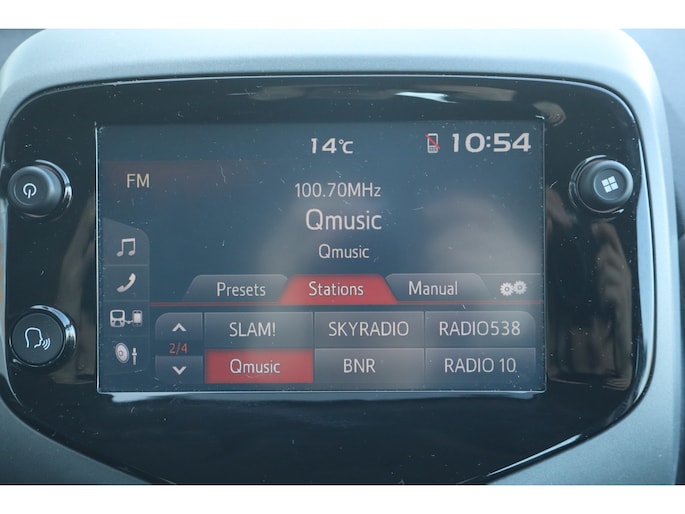 14°C 10:54
FM
100.70MHz
Qmusic
Qmusic
Presets Stations Manual
SLAM! SKYRADIO RADIO538
2/4
Qmusic BNR RADIO 10